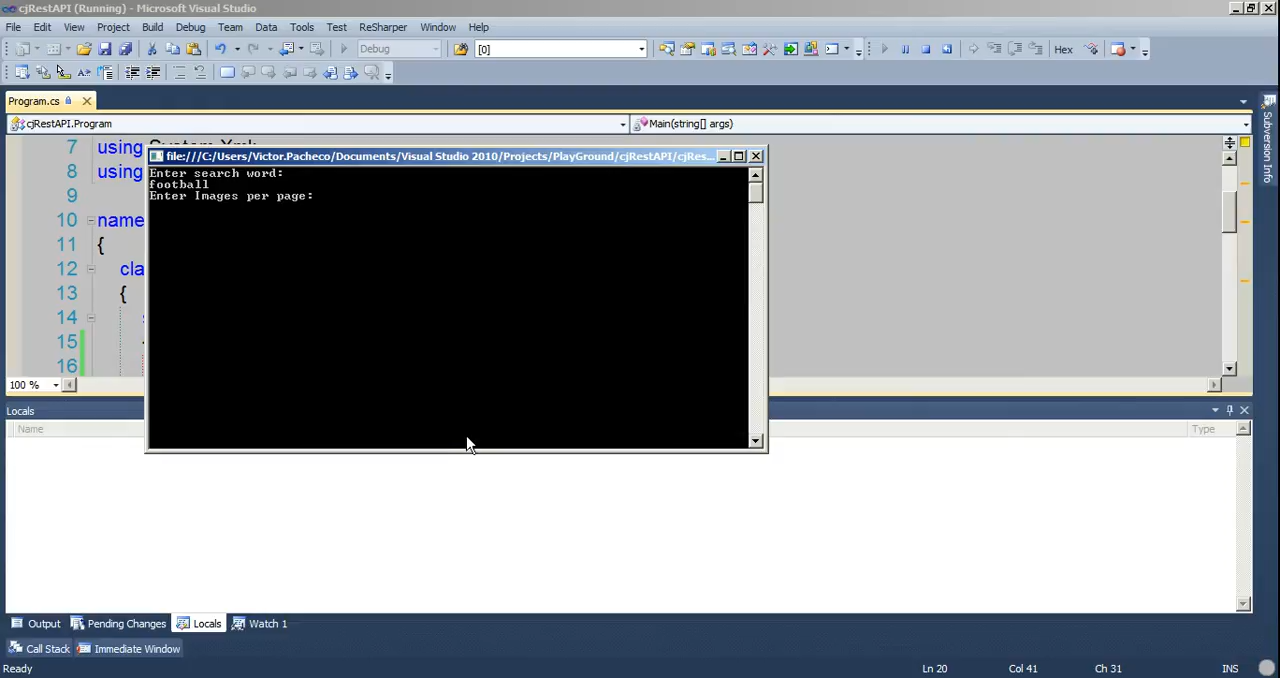 cjRestAPI (Running) - Microsoft Visual Studio
File Edit View Project Build Debug Team Data Tools Test ReSharper Window Help
Debug [0] Hex
Program.cs
cjRestAPI.Program Main(string[] args)
7 using System.Xml;
file:///C:/Users/Victor.Pacheco/Documents/Visual Studio 2010/Projects/PlayGround/cjRestAPI/cjRes...
8 using
Enter search word:
football
9
Enter Images per page:
10 name
11 {
12 cla
13 {
14
15
16
100 %
Locals
Name Type
Output Pending Changes Locals Watch 1
Call Stack Immediate Window
Ready Ln 20 Col 41 Ch 31 INS
Subversion Info